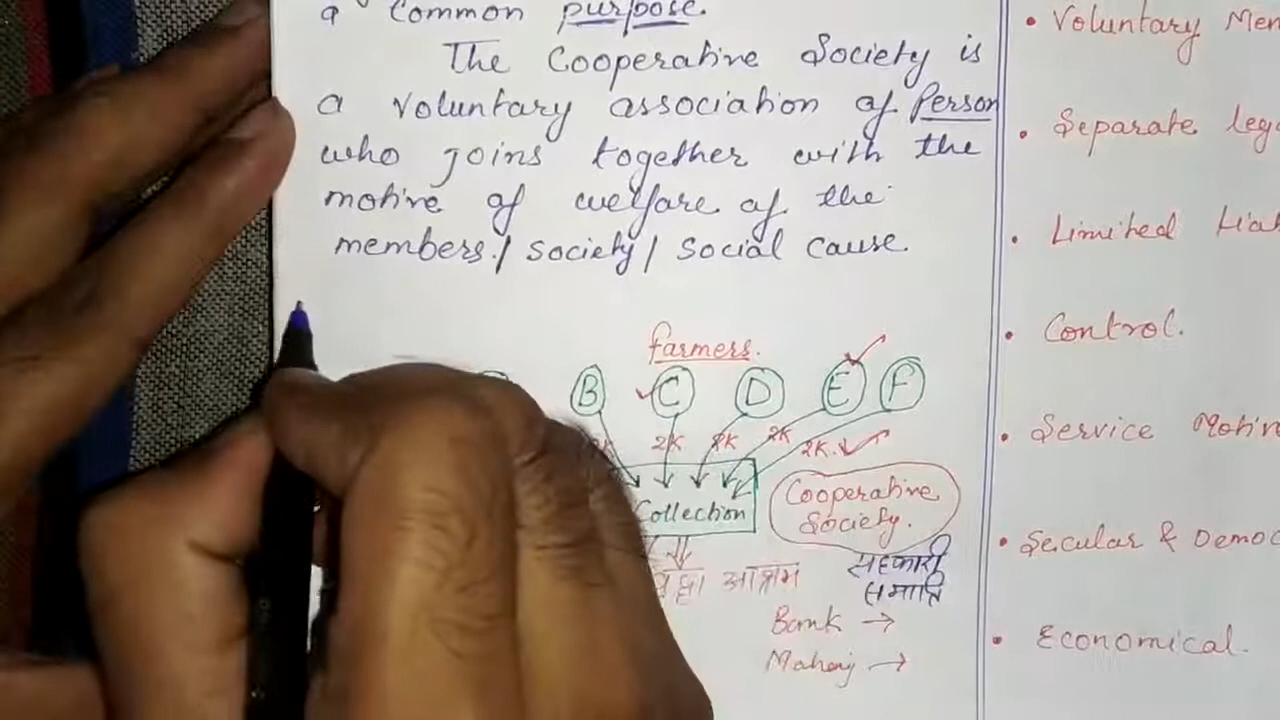 a common purpose.
The Cooperative Society is
a voluntary association of Person
who joins together with the
motive of welfare of the
members./society/social cause.
farmers.
B C D E F
2K 2K 2K 2K.
Collection
Cooperative
Society.
आश्रम
सहकारी
समाप्ति
Bank →
→
• Voluntary Mem
• Separate lega
• Limited Liab
• Control.
• Service Motiv
• Secular & Democ
• Economical.